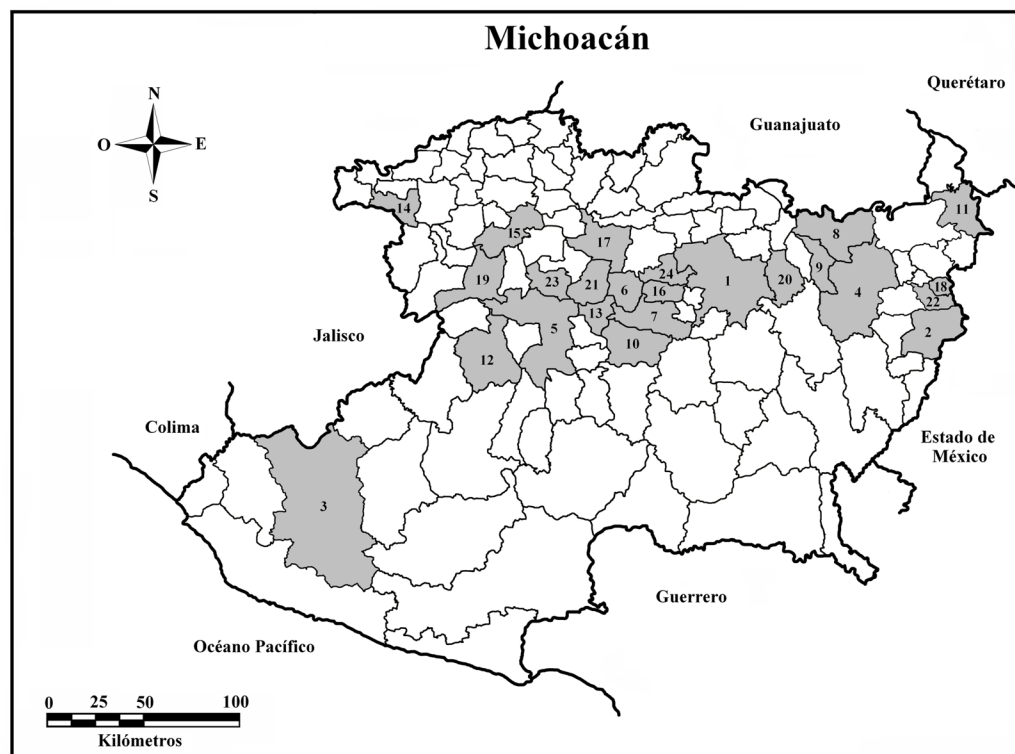 Michoacán
Querétaro
Guanajuato
N
O E
S
11
14
15
8
17
24
1
9
19
23
21
6
20
18
16
4
22
13
7
5
2
10
12
Jalisco
Colima
Estado de
México
3
Guerrero
Océano Pacífico
0 25 50 100
Kilómetros